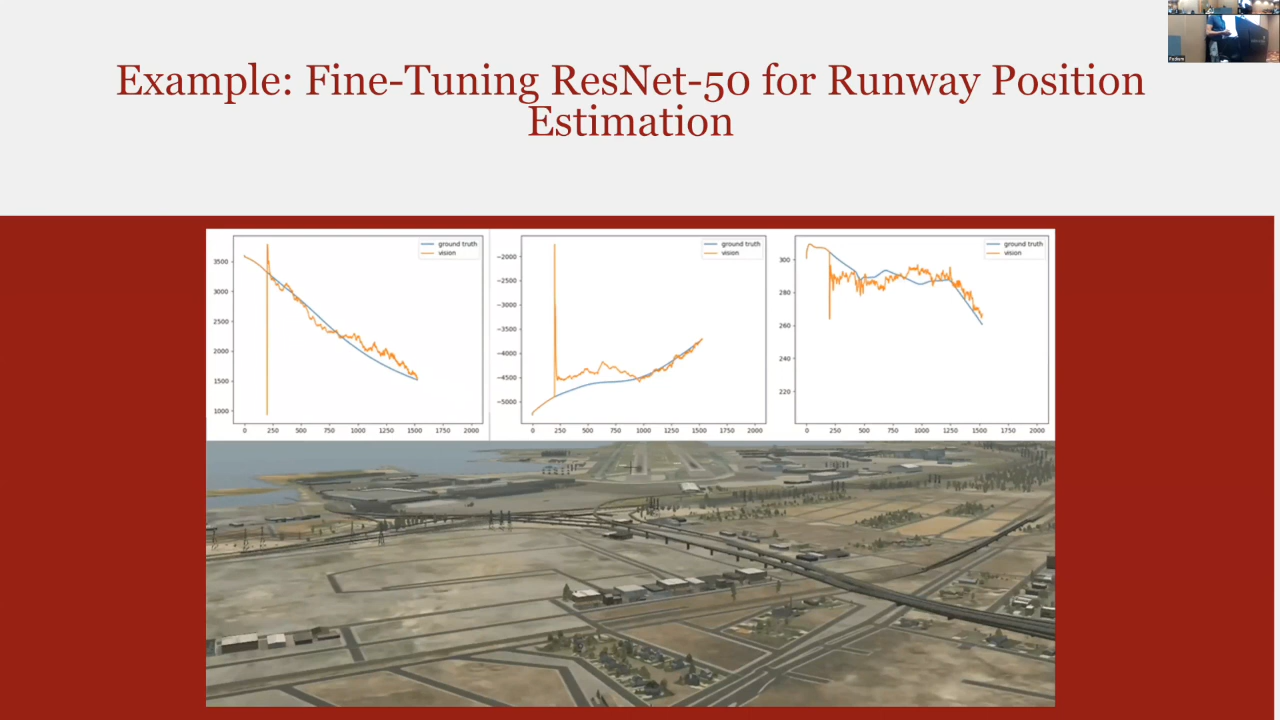 Example: Fine-Tuning ResNet-50 for Runway Position
Estimation
ground truth
vision
3500
3000
2500
2000
1500
1000
0 250 500 750 1000 1250 1500 1750 2000
ground truth
vision
−2000
−2500
−3000
−3500
−4000
−4500
−5000
0 250 500 750 1000 1250 1500 1750 2000
ground truth
vision
300
280
260
240
220
0 250 500 750 1000 1250 1500 1750 2000